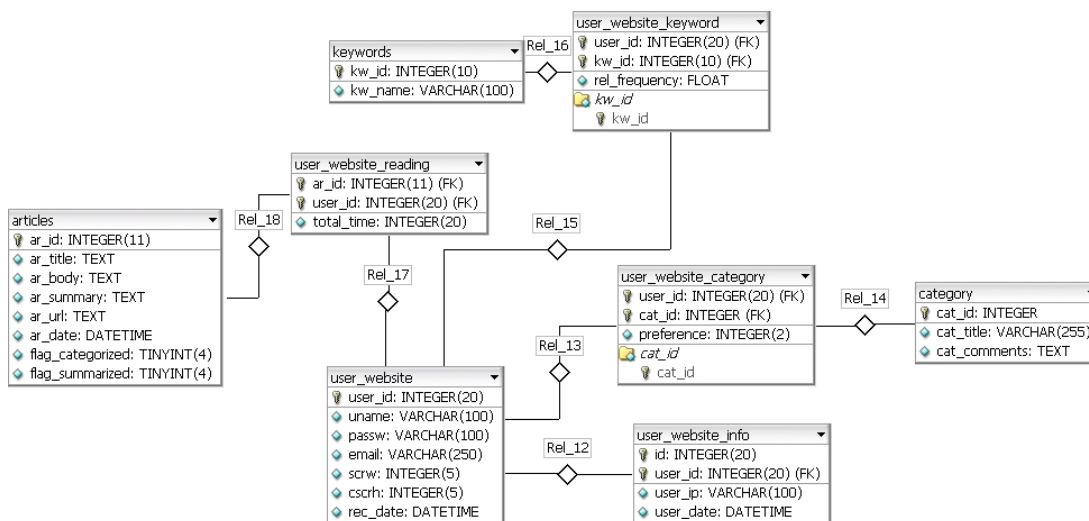 user_website_keyword
user_id: INTEGER(20) (FK)
kw_id: INTEGER(10) (FK)
rel_frequency: FLOAT
kw_id
kw_id
Rel_16
keywords
kw_id: INTEGER(10)
kw_name: VARCHAR(100)
user_website_reading
ar_id: INTEGER(11) (FK)
user_id: INTEGER(20) (FK)
total_time: INTEGER(20)
Rel_18
Rel_15
Rel_17
articles
ar_id: INTEGER(11)
ar_title: TEXT
ar_body: TEXT
ar_summary: TEXT
ar_url: TEXT
ar_date: DATETIME
flag_categorized: TINYINT(4)
flag_summarized: TINYINT(4)
user_website_category
user_id: INTEGER(20) (FK)
cat_id: INTEGER (FK)
preference: INTEGER(2)
cat_id
cat_id
Rel_14
category
cat_id: INTEGER
cat_title: VARCHAR(255)
cat_comments: TEXT
Rel_13
user_website
user_id: INTEGER(20)
uname: VARCHAR(100)
passw: VARCHAR(100)
email: VARCHAR(250)
scrw: INTEGER(5)
cscrh: INTEGER(5)
rec_date: DATETIME
Rel_12
user_website_info
id: INTEGER(20)
user_id: INTEGER(20) (FK)
user_ip: VARCHAR(100)
user_date: DATETIME